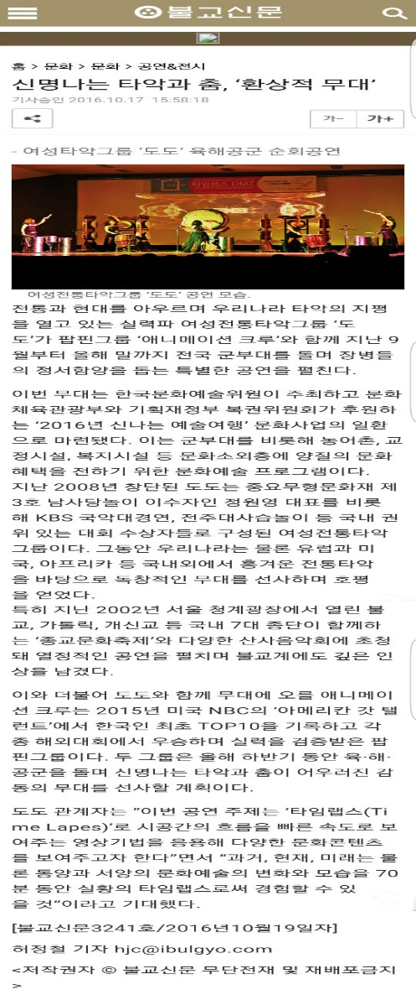 불교신문
홈 > 문화 > 문화 > 공연&전시
신명나는 타악과 춤, ‘환상적 무대’
기사승인 2016.10.17 15:58:18
가- 가+
- 여성타악그룹 ‘도도’ 육해공군 순회공연
타임랩스 DMZ
여성전통타악그룹 ‘도도’ 공연 모습.
전통과 현대를 아우르며 우리나라 타악의 지평
을 열고 있는 실력파 여성전통타악그룹 ‘도
도’가 팝핀그룹 ‘애니메이션 크루’와 함께 지난 9
월부터 올해 말까지 전국 군부대를 돌며 장병들
의 정서함양을 돕는 특별한 공연을 펼친다.
이번 무대는 한국문화예술위원이 주최하고 문화
체육관광부와 기획재정부 복권위원회가 후원하
는 ‘2016년 신나는 예술여행’ 문화사업의 일환
으로 마련됐다. 이는 군부대를 비롯해 농어촌, 교
정시설, 복지시설 등 문화소외층에 양질의 문화
혜택을 전하기 위한 문화예술 프로그램이다.
지난 2008년 창단된 도도는 중요무형문화재 제
3호 남사당놀이 이수자인 정원영 대표를 비롯
해 KBS 국악대경연, 전주대사습놀이 등 국내 권
위 있는 대회 수상자들로 구성된 여성전통타악
그룹이다. 그동안 우리나라는 물론 유럽과 미
국, 아프리카 등 국내외에서 흥겨운 전통타악
을 바탕으로 독창적인 무대를 선사하며 호평
을 얻었다.
특히 지난 2002년 서울 청계광장에서 열린 불
교, 가톨릭, 개신교 등 국내 7대 종단이 함께하
는 ‘종교문화축제’와 다양한 산사음악회에 초청
돼 열정적인 공연을 펼치며 불교계에도 깊은 인
상을 남겼다.
이와 더불어 도도와 함께 무대에 오를 애니메이
션 크루는 2015년 미국 NBC의 ‘아메리칸 갓 탤
런트’에서 한국인 최초 TOP10을 기록하고 각
종 해외대회에서 우승하며 실력을 검증받은 팝
핀그룹이다. 두 그룹은 올해 하반기 동안 육·해·
공군을 돌며 신명나는 타악과 춤이 어우러진 감
동의 무대를 선사할 계획이다.
도도 관계자는 “이번 공연 주제는 ‘타임랩스(Ti
me Lapes)’로 시공간의 흐름을 빠른 속도로 보
여주는 영상기법을 응용해 다양한 문화콘텐츠
를 보여주고자 한다”면서 “과거, 현재, 미래는 물
론 동양과 서양의 문화예술의 변화와 모습을 70
분 동안 실황의 타임랩스로써 경험할 수 있
을 것”이라고 기대했다.
[불교신문3241호/2016년10월19일자]
허정철 기자 hjc@ibulgyo.com
<저작권자 © 불교신문 무단전재 및 재배포금지
>